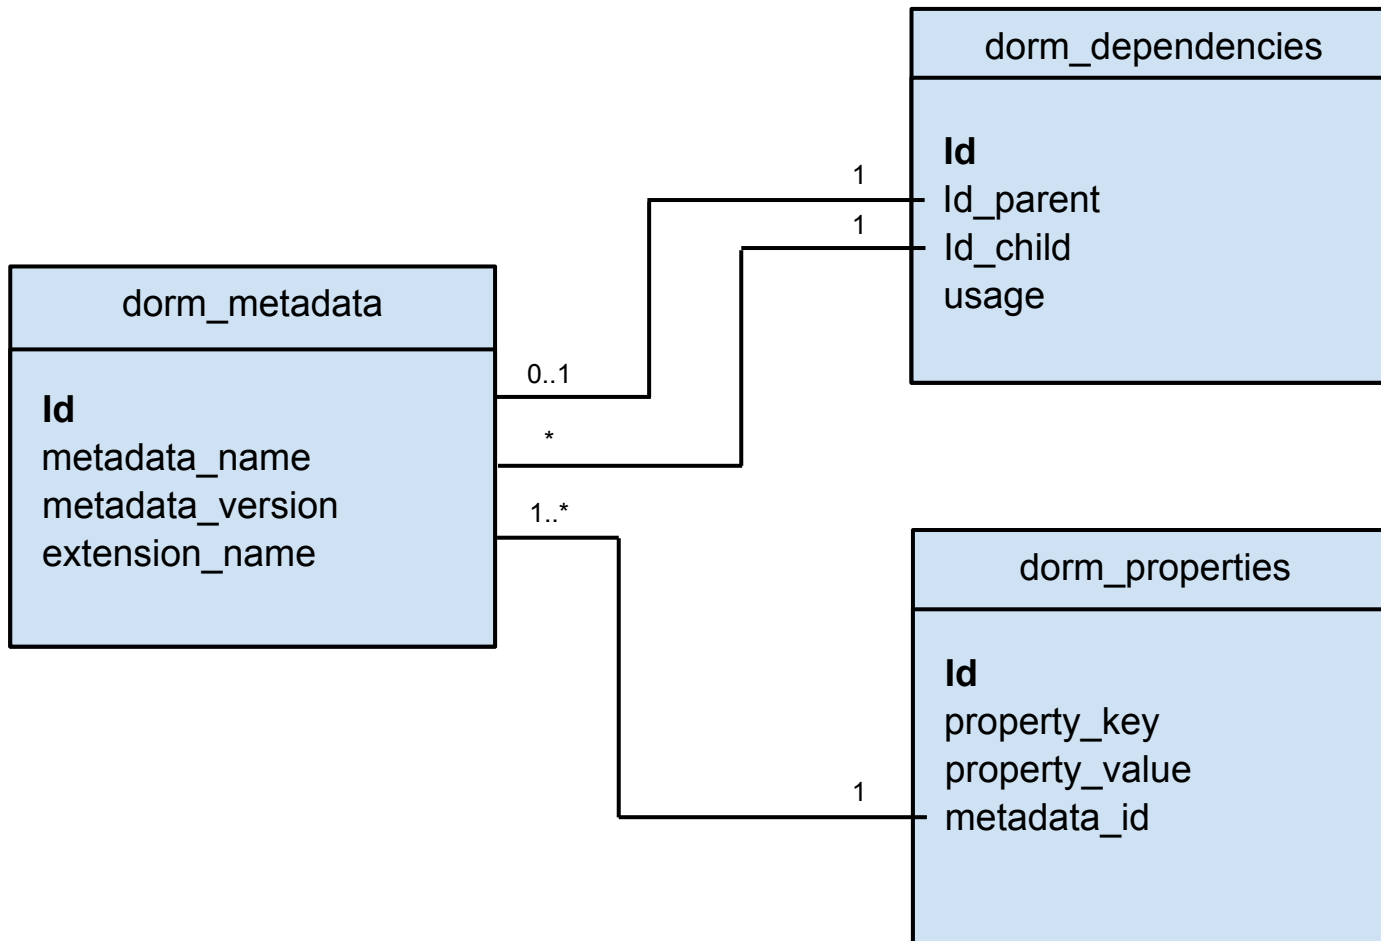 dorm_dependencies
Id
Id_parent
Id_child
usage
1
1
dorm_metadata
Id
metadata_name
metadata_version
extension_name
0..1
*
1..*
dorm_properties
Id
property_key
property_value
metadata_id
1